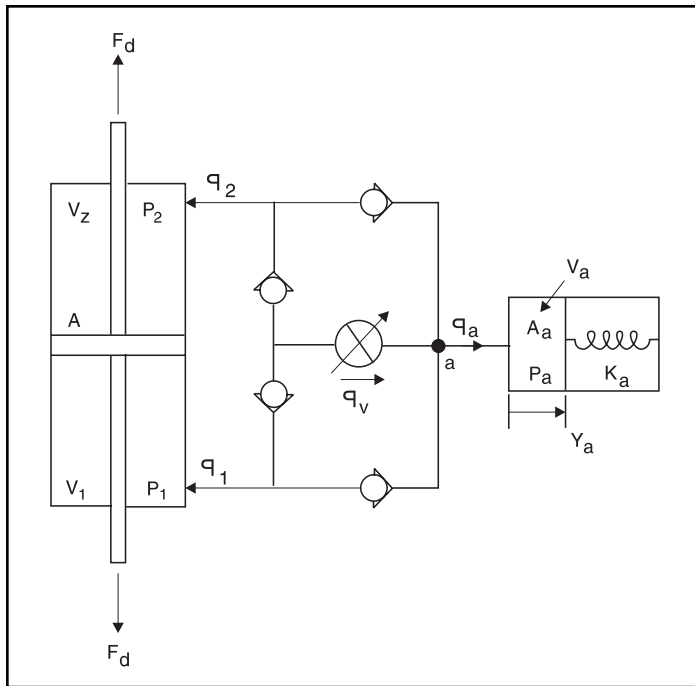 F_d
V_z P_2
q_2
A
V_1 P_1
q_1
q_v
a
q_a
V_a
A_a
P_a
K_a
Y_a
F_d